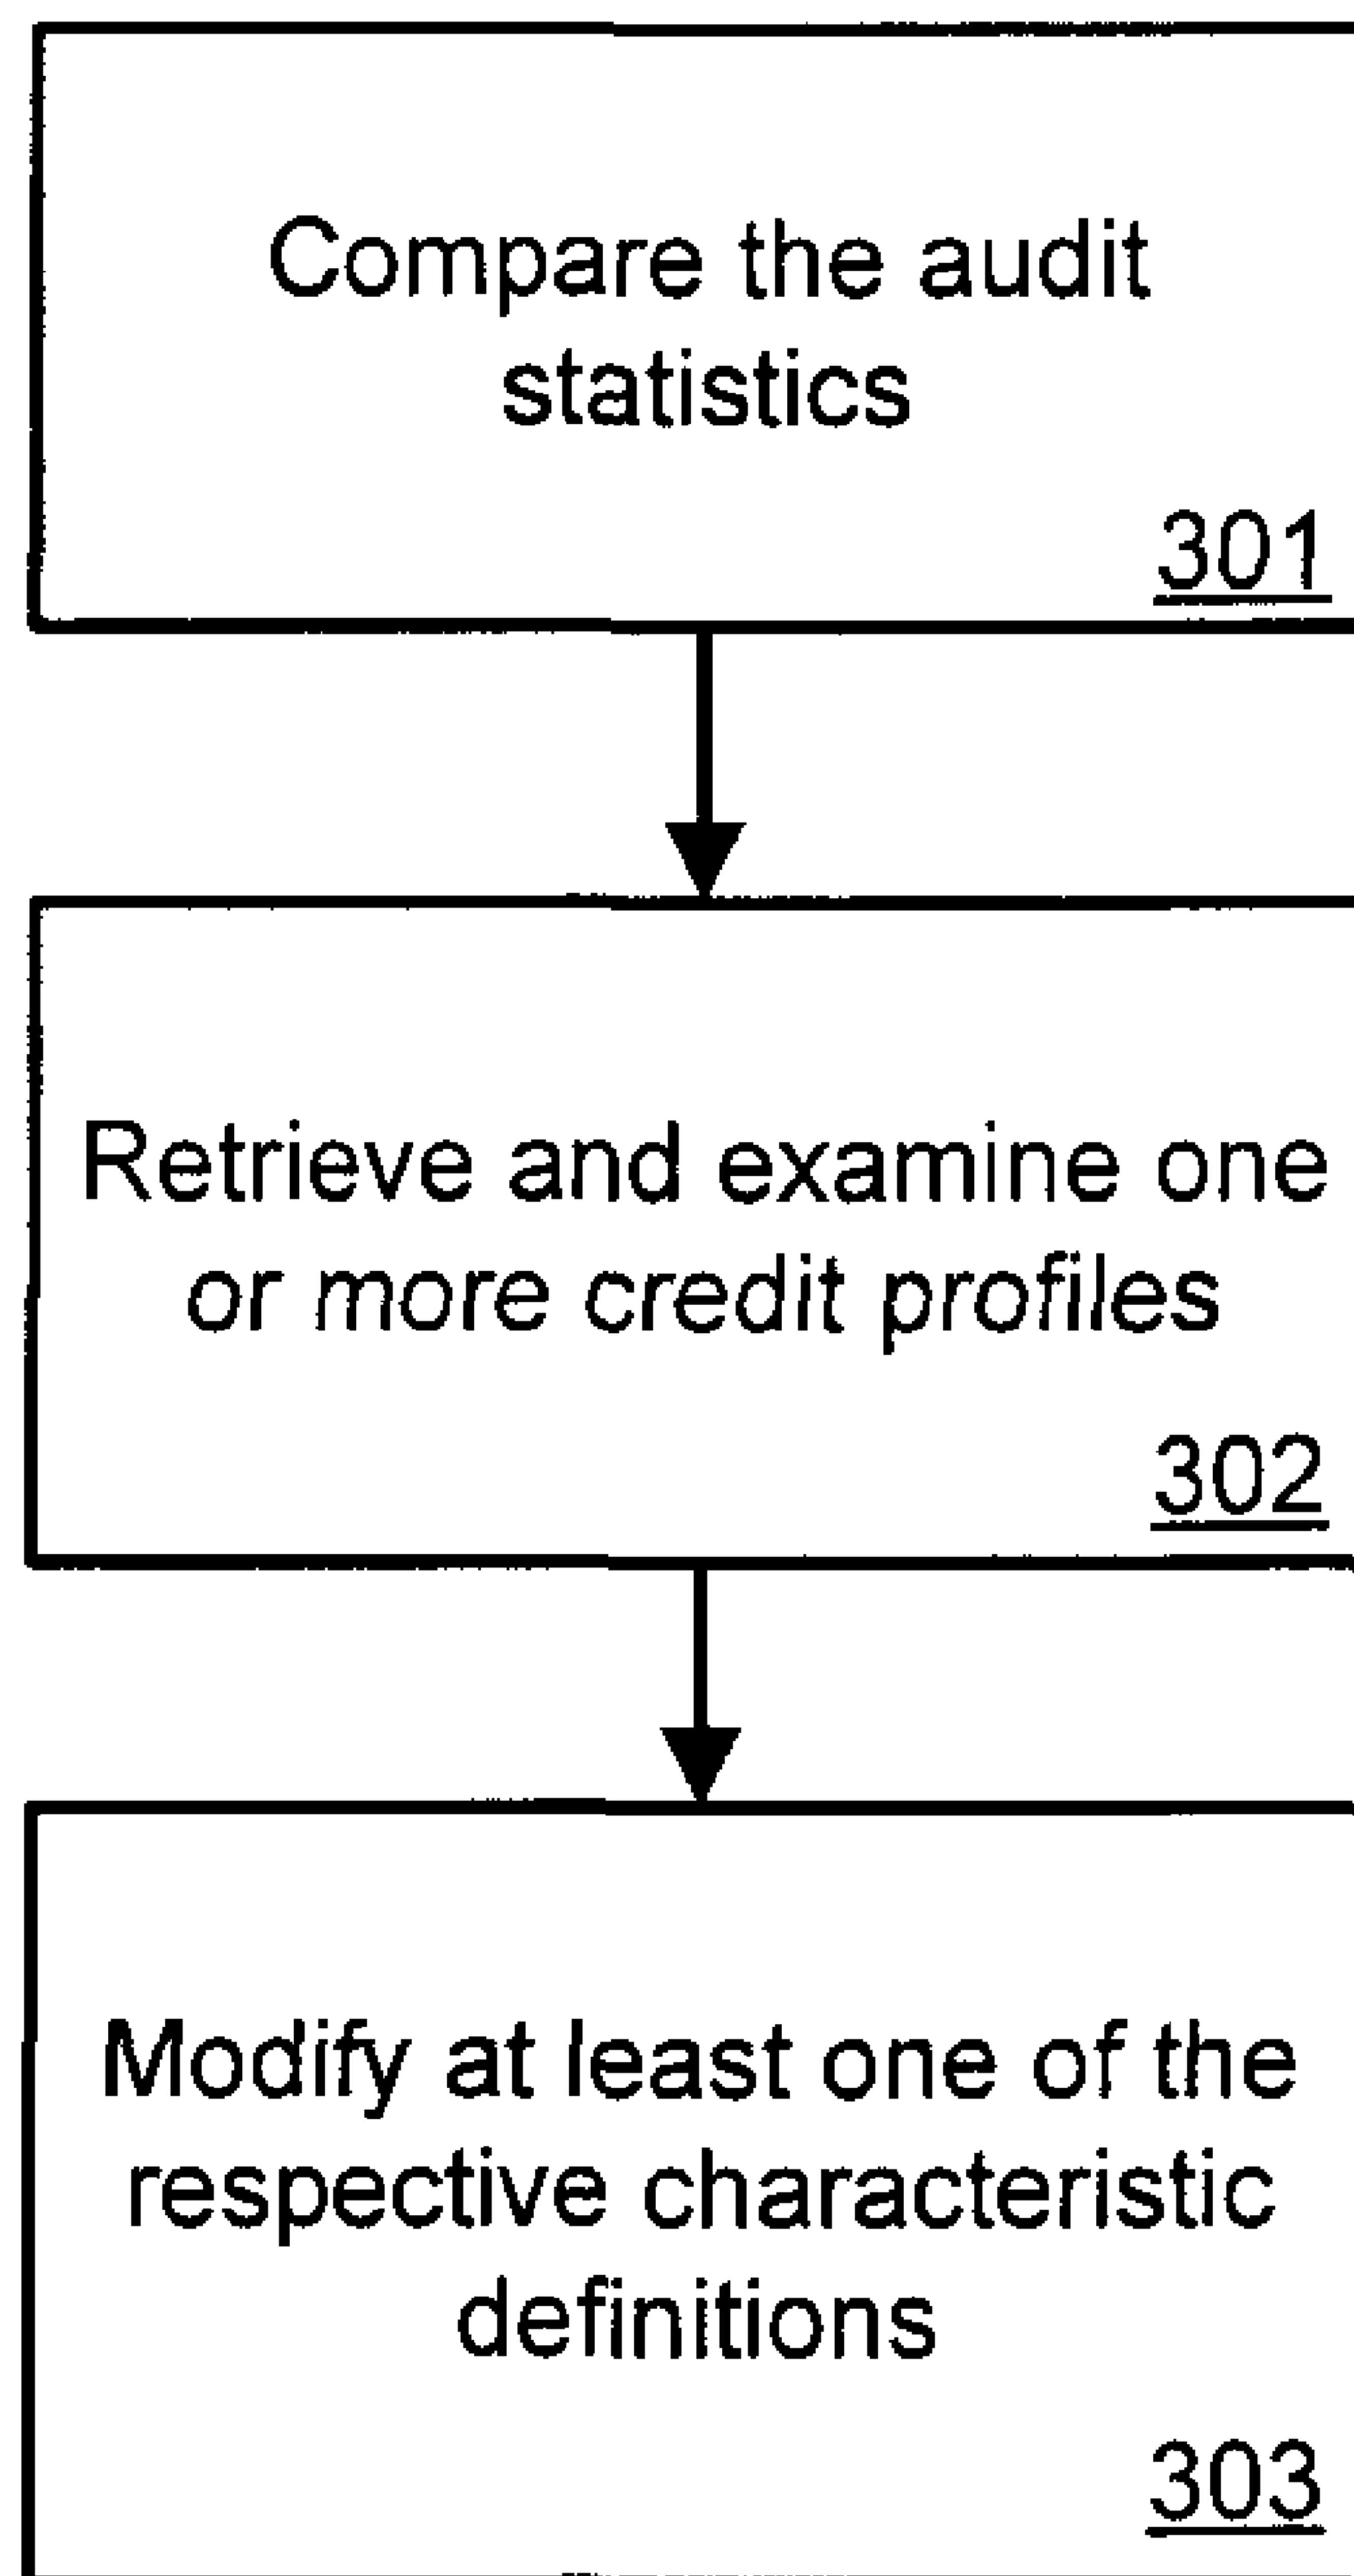 Compare the audit
statistics
301
Retrieve and examine one
or more credit profiles
302
Modify at least one of the
respective characteristic
definitions
303